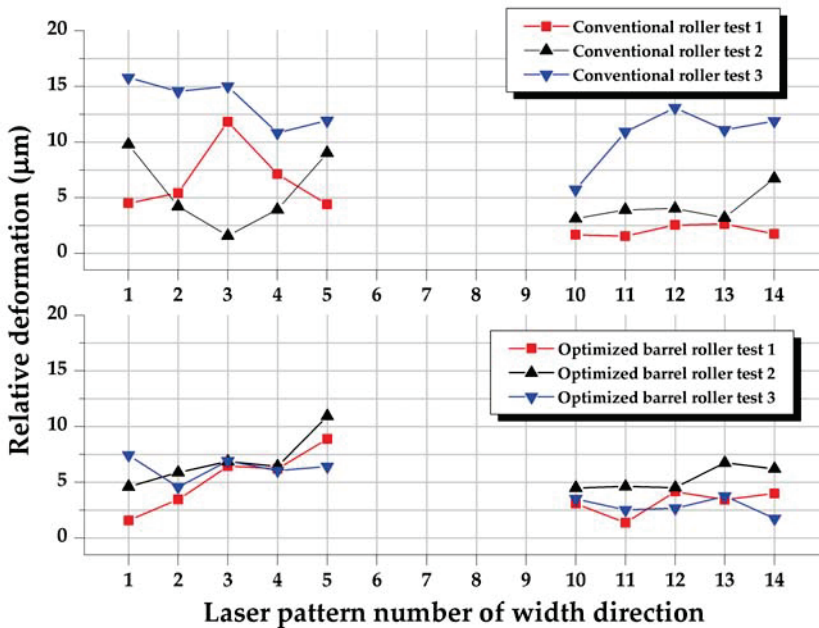 20
15
10
5
0
Conventional roller test 1
Conventional roller test 2
Conventional roller test 3
1 2 3 4 5 6 7 8 9 10 11 12 13 14
Relative deformation (μm)
20
15
10
5
0
Optimized barrel roller test 1
Optimized barrel roller test 2
Optimized barrel roller test 3
1 2 3 4 5 6 7 8 9 10 11 12 13 14
Laser pattern number of width direction